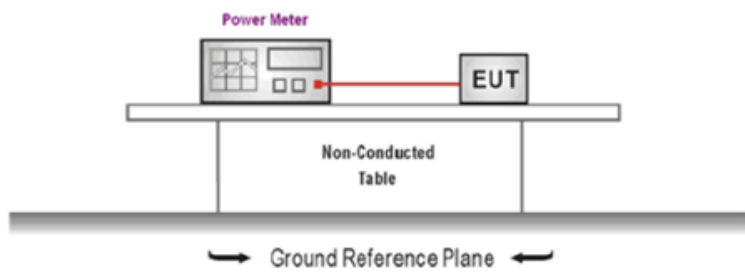 Power Meter
EUT
Non-Conducted
Table
Ground Reference Plane